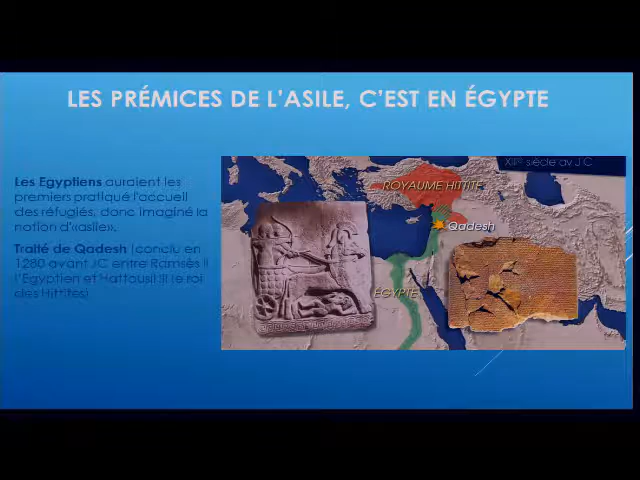 LES PRÉMICES DE L'ASILE, C'EST EN ÉGYPTE
Les Egyptiens auraient les
premiers pratiqué l'accueil
des réfugiés, donc imaginé la
notion d'«asile».
Traité de Qadesh (conclu en
1280 avant JC entre Ramsès II
l'Egyptien et Hattousil III le roi
des Hittites)
XIIIᵉ siècle av J C
ROYAUME HITTITE
Qadesh
ÉGYPTE